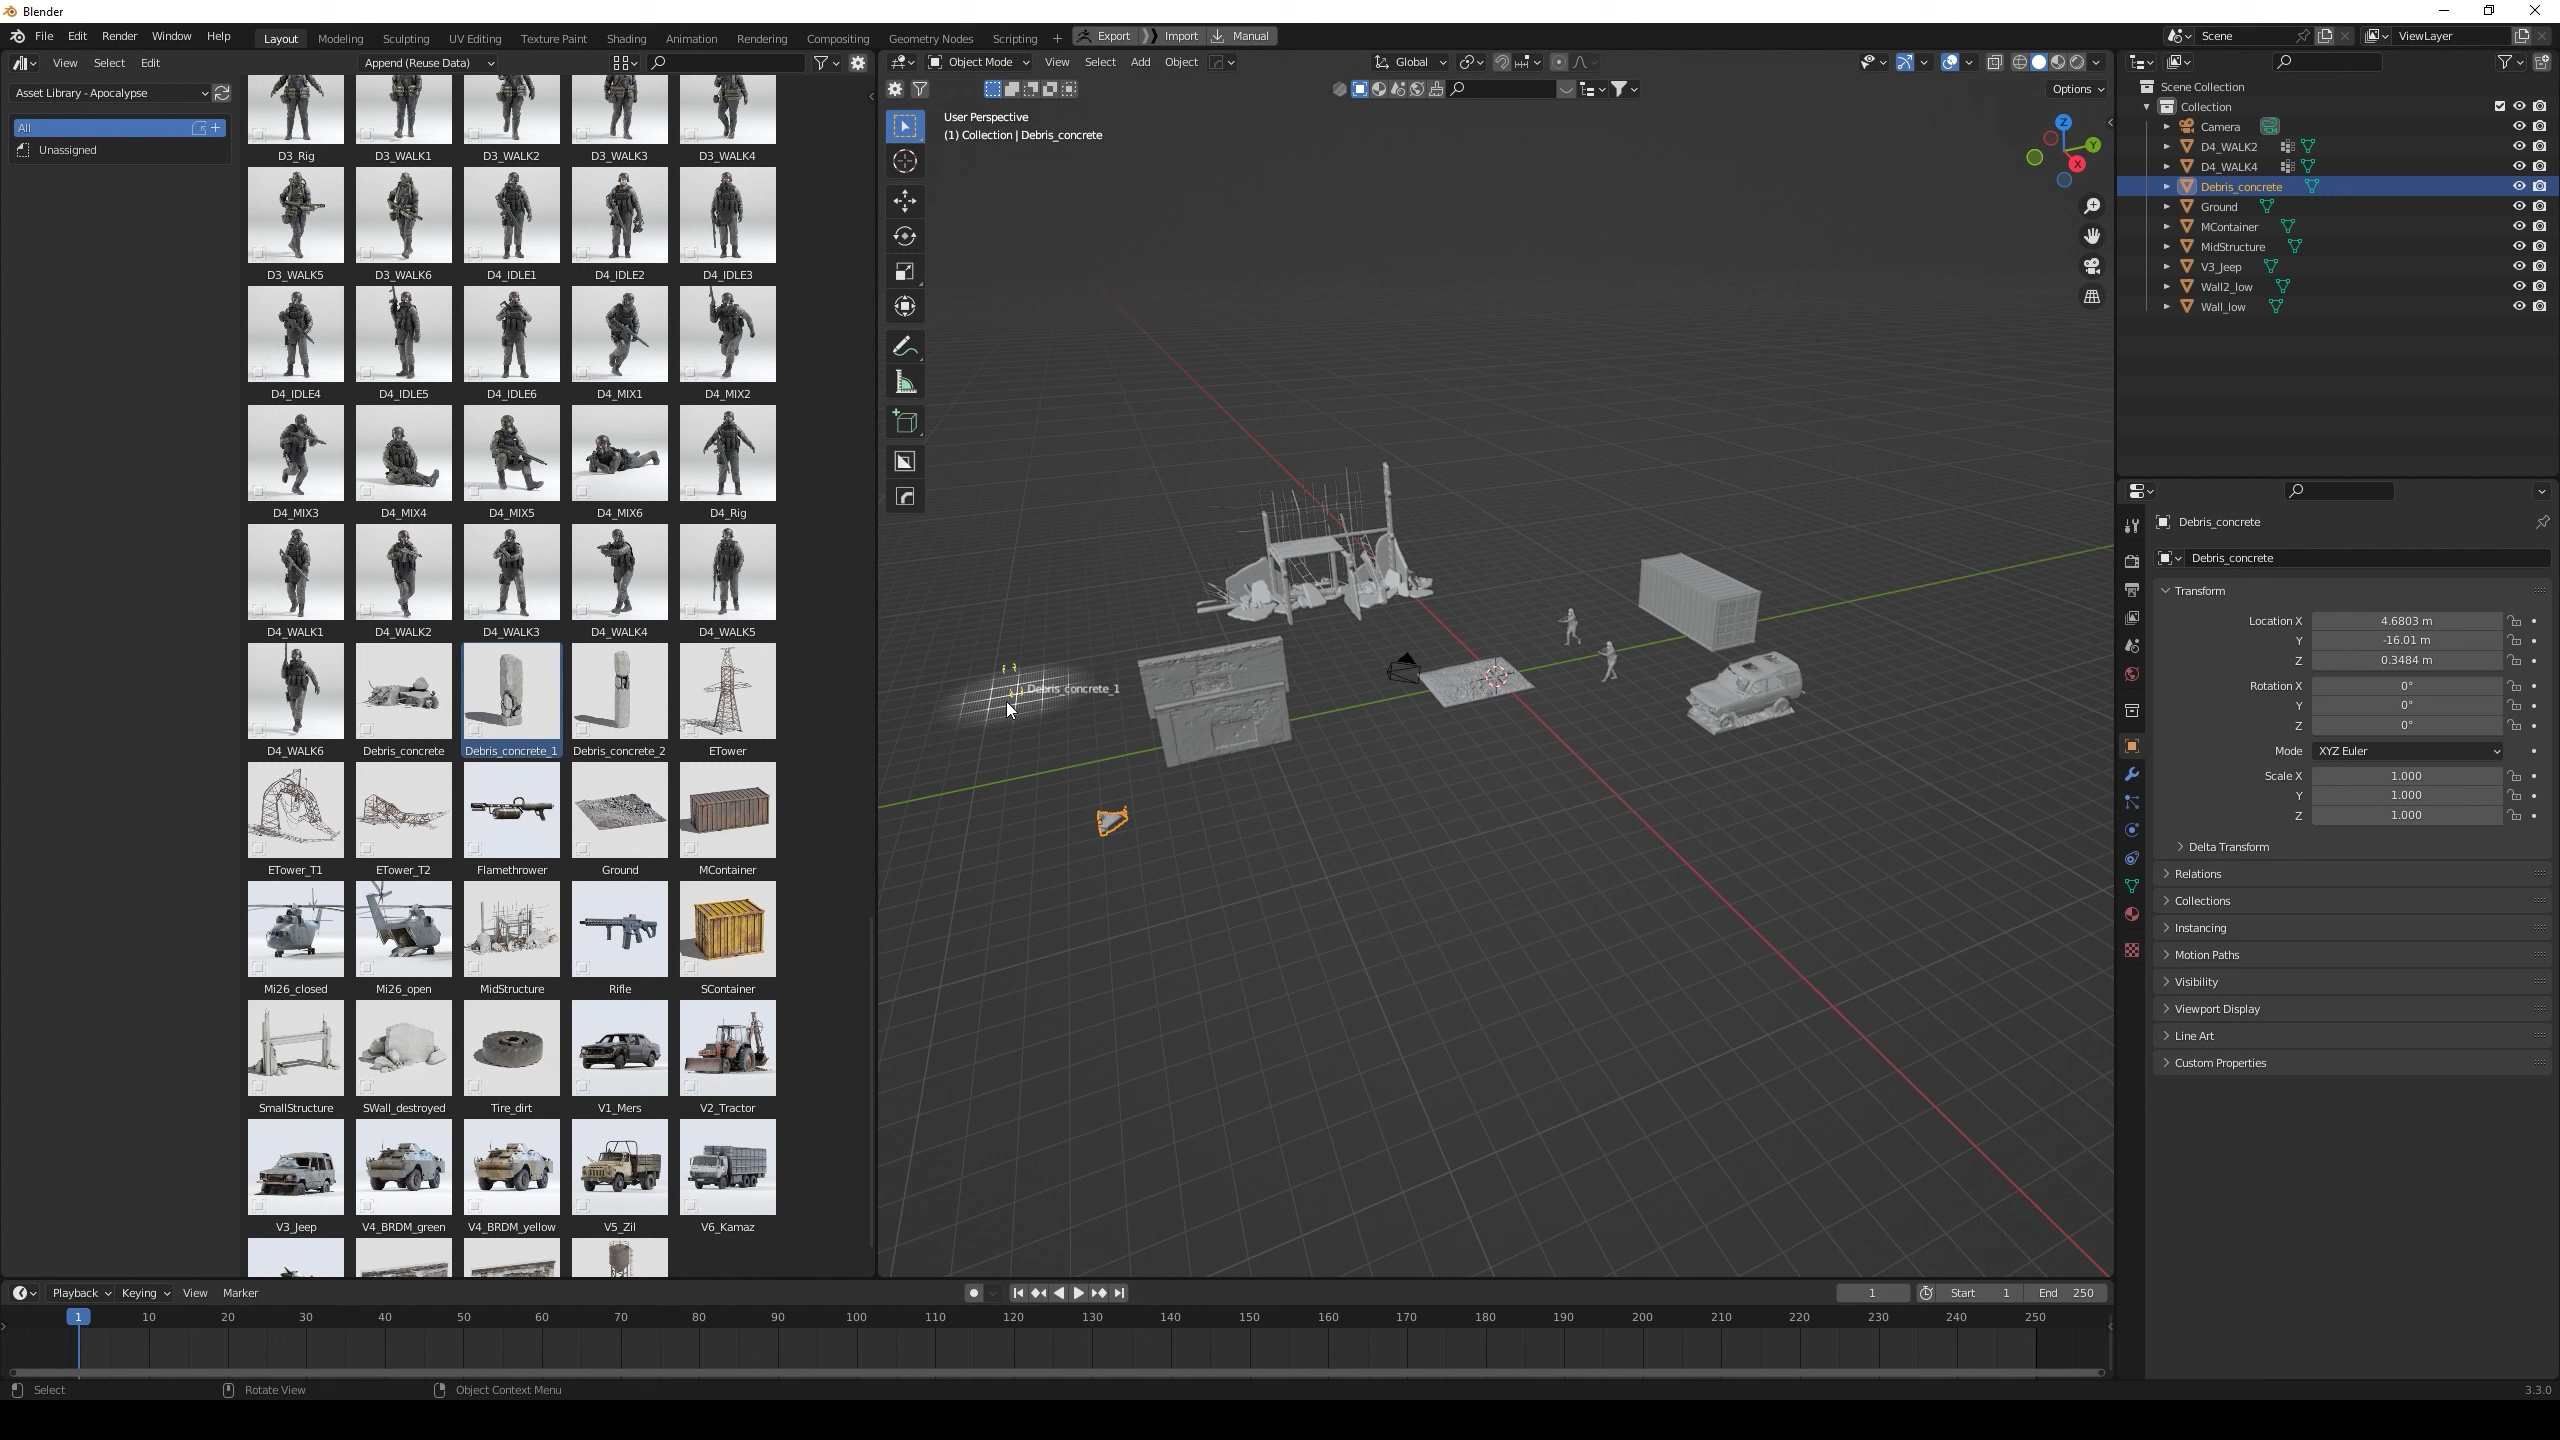 Blender
File Edit Render Window Help Layout Modeling Sculpting UV Editing Texture Paint Shading Animation Rendering Compositing Geometry Nodes Scripting + Export Import Manual Scene ViewLayer
View Select Edit Append (Reuse Data)
Object Mode View Select Add Object Global
Options
Asset Library - Apocalypse
All
Unassigned
D3_Rig D3_WALK1 D3_WALK2 D3_WALK3 D3_WALK4
D3_WALK5 D3_WALK6 D4_IDLE1 D4_IDLE2 D4_IDLE3
D4_IDLE4 D4_IDLE5 D4_IDLE6 D4_MIX1 D4_MIX2
D4_MIX3 D4_MIX4 D4_MIX5 D4_MIX6 D4_Rig
D4_WALK1 D4_WALK2 D4_WALK3 D4_WALK4 D4_WALK5
D4_WALK6 Debris_concrete Debris_concrete_1 Debris_concrete_2 ETower
ETower_T1 ETower_T2 Flamethrower Ground MContainer
Mi26_closed Mi26_open MidStructure Rifle SContainer
SmallStructure SWall_destroyed Tire_dirt V1_Mers V2_Tractor
V3_Jeep V4_BRDM_green V4_BRDM_yellow V5_Zil V6_Kamaz
User Perspective
(1) Collection | Debris_concrete
Z
Y
X
Debris_concrete_1
Scene Collection
Collection
Camera
D4_WALK2
D4_WALK4
Debris_concrete
Ground
MContainer
MidStructure
V3_Jeep
Wall2_low
Wall_low
Debris_concrete
Debris_concrete
Transform
Location X 4.6803 m
Y -16.01 m
Z 0.3484 m
Rotation X 0°
Y 0°
Z 0°
Mode XYZ Euler
Scale X 1.000
Y 1.000
Z 1.000
Delta Transform
Relations
Collections
Instancing
Motion Paths
Visibility
Viewport Display
Line Art
Custom Properties
Playback Keying View Marker 1 Start 1 End 250
1 10 20 30 40 50 60 70 80 90 100 110 120 130 140 150 160 170 180 190 200 210 220 230 240 250
Select Rotate View Object Context Menu 3.3.0